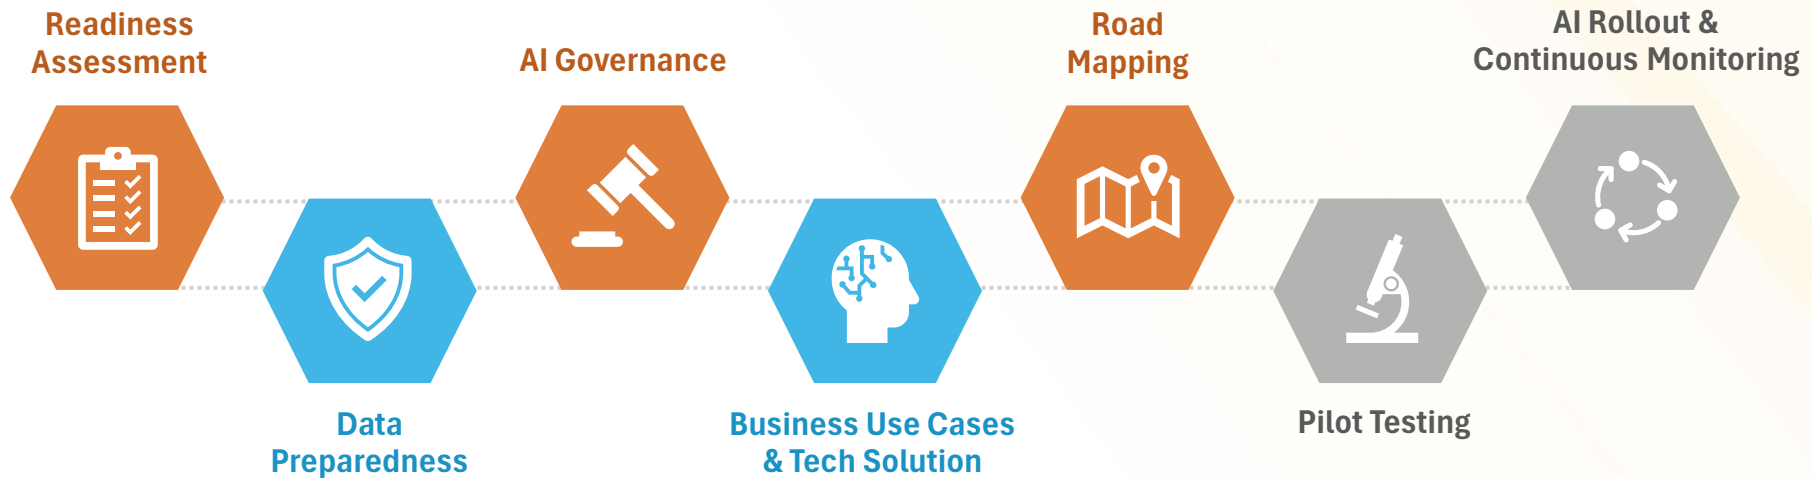 Readiness
Assessment
Data
Preparedness
AI Governance
Business Use Cases
& Tech Solution
Road
Mapping
Pilot Testing
AI Rollout &
Continuous Monitoring